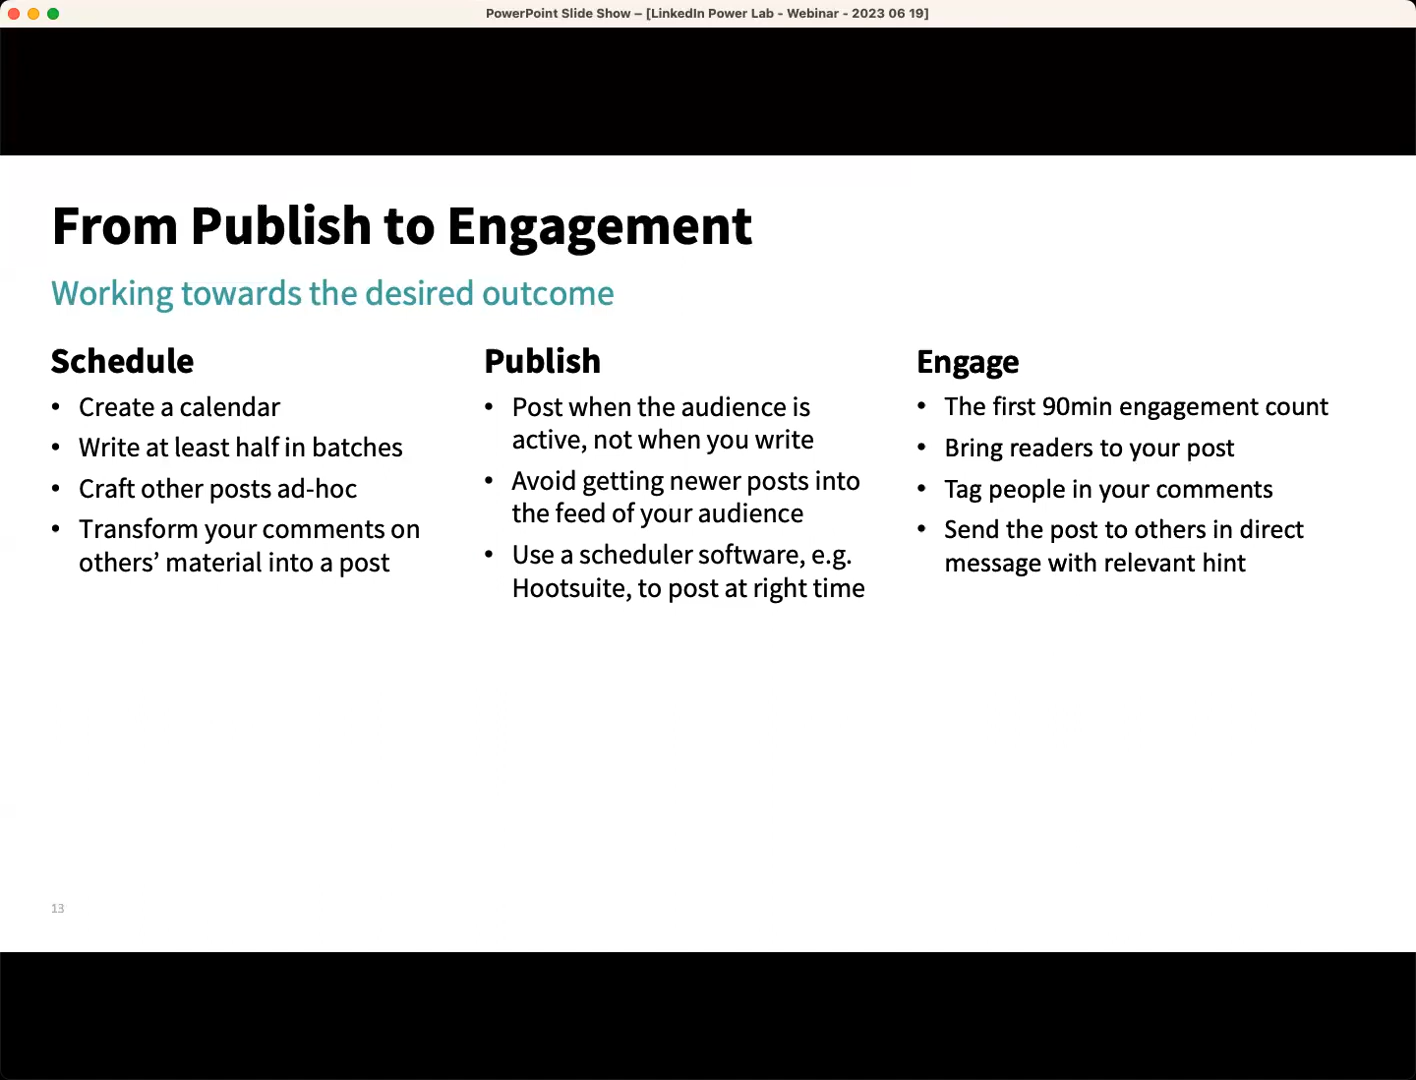 PowerPoint Slide Show – [LinkedIn Power Lab - Webinar - 2023 06 19]
From Publish to Engagement
Working towards the desired outcome
Schedule
• Create a calendar
• Write at least half in batches
• Craft other posts ad-hoc
• Transform your comments on
others’ material into a post
Publish
• Post when the audience is
active, not when you write
• Avoid getting newer posts into
the feed of your audience
• Use a scheduler software, e.g.
Hootsuite, to post at right time
Engage
• The first 90min engagement count
• Bring readers to your post
• Tag people in your comments
• Send the post to others in direct
message with relevant hint
13